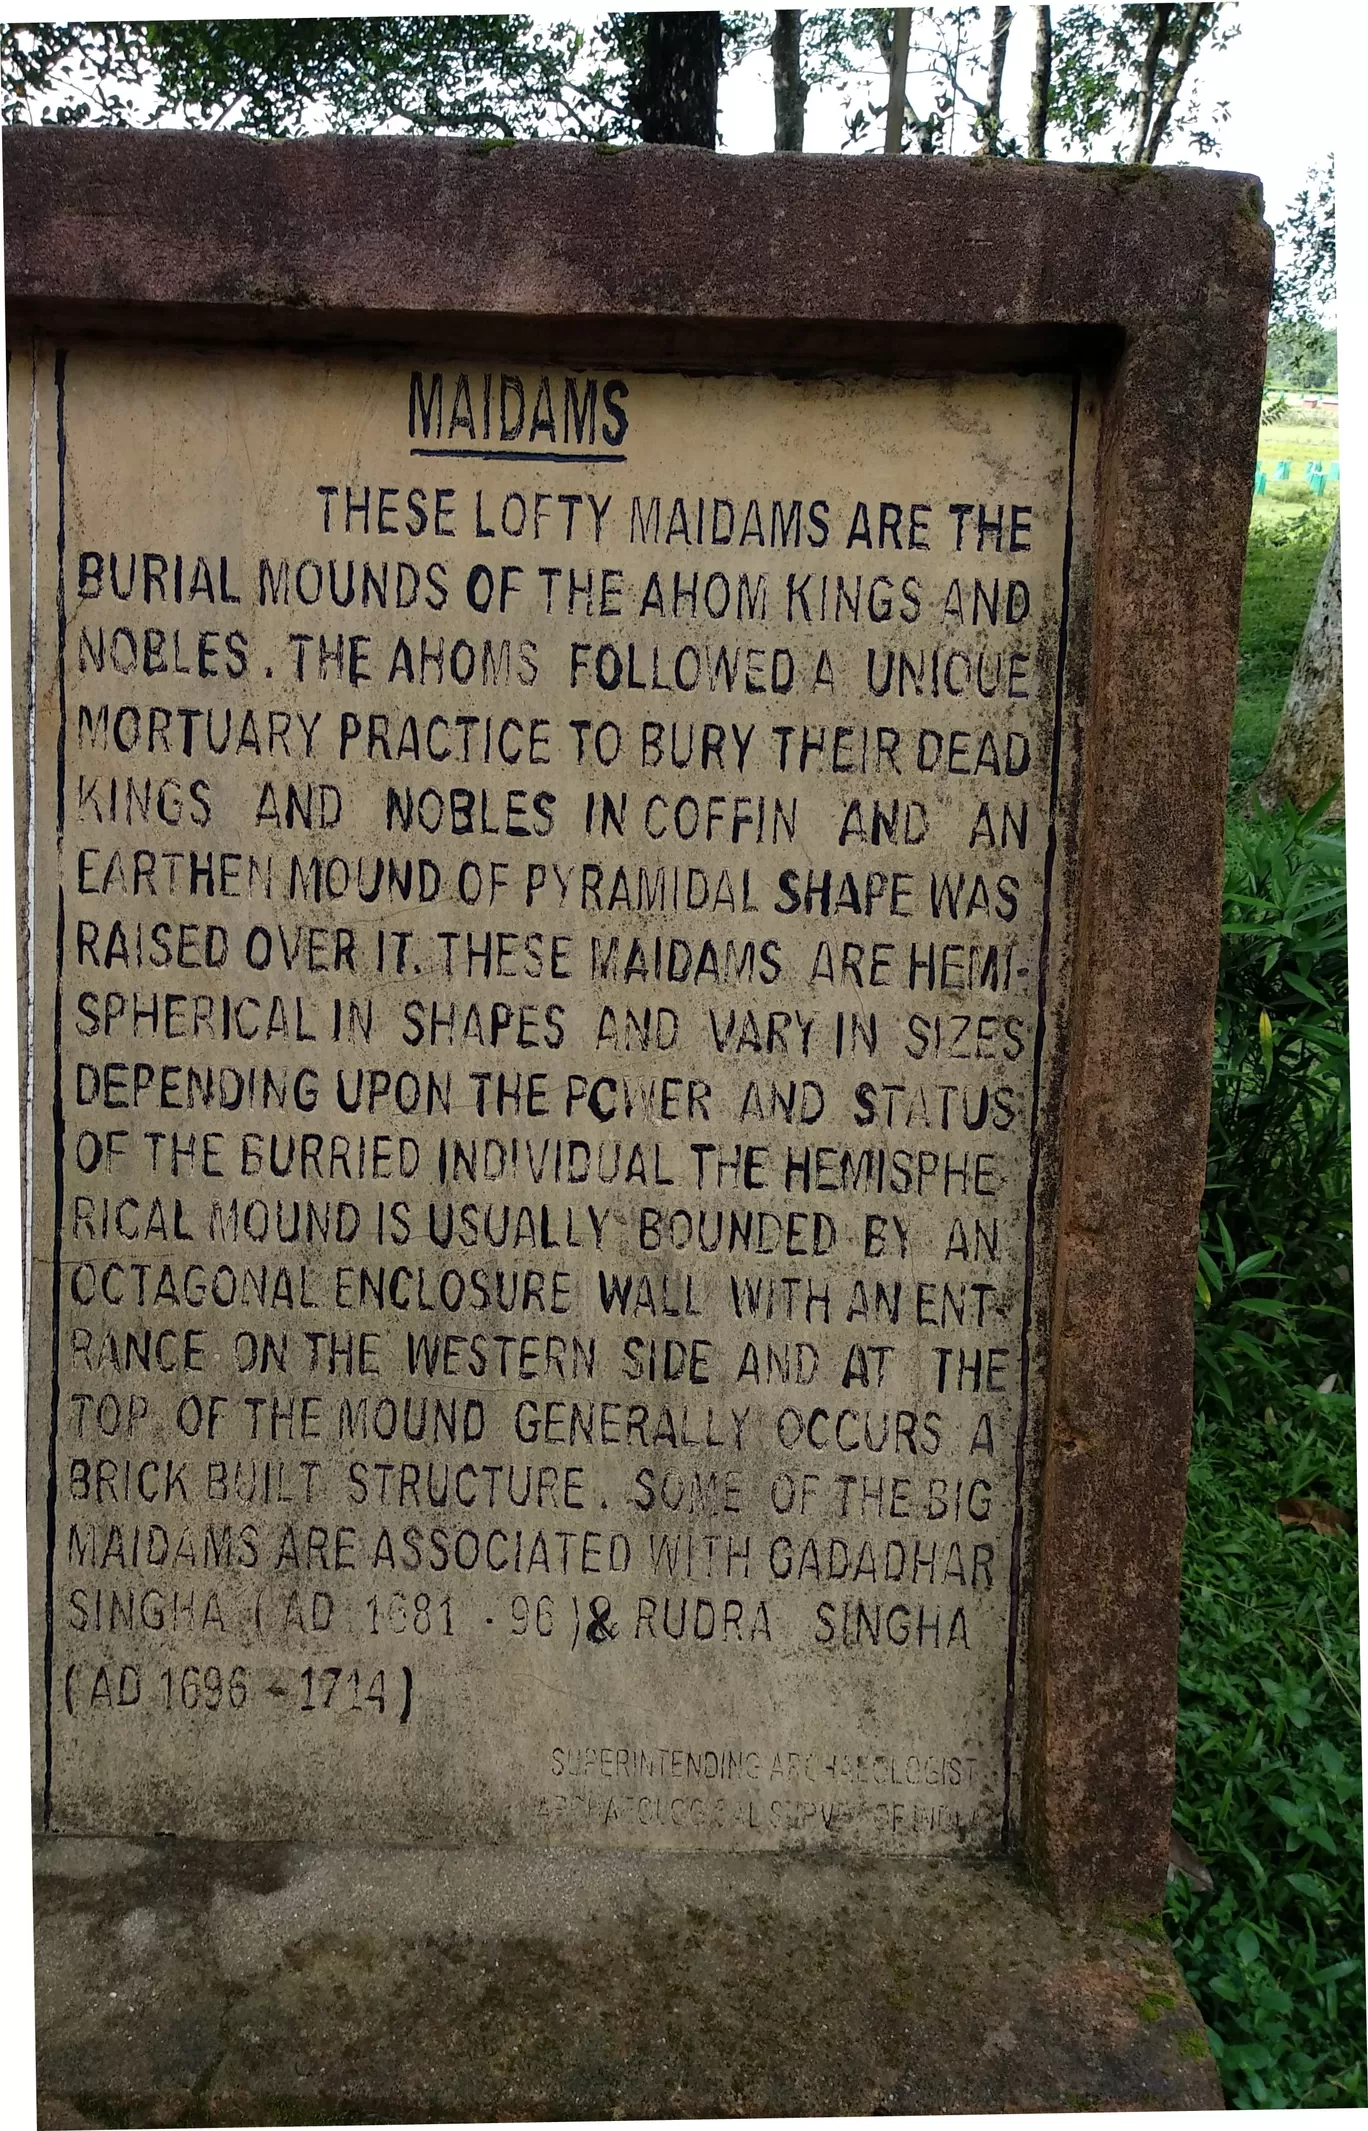 MAIDAMS
THESE LOFTY MAIDAMS ARE THE
BURIAL MOUNDS OF THE AHOM KINGS AND
NOBLES. THE AHOMS FOLLOWED A UNIQUE
MORTUARY PRACTICE TO BURY THEIR DEAD
KINGS AND NOBLES IN COFFIN AND AN
EARTHEN MOUND OF PYRAMIDAL SHAPE WAS
RAISED OVER IT. THESE MAIDAMS ARE HEMI-
SPHERICAL IN SHAPES AND VARY IN SIZES
DEPENDING UPON THE POWER AND STATUS
OF THE BURRIED INDIVIDUAL THE HEMISPHE-
RICAL MOUND IS USUALLY BOUNDED BY AN
OCTAGONAL ENCLOSURE WALL WITH AN ENT-
RANCE ON THE WESTERN SIDE AND AT THE
TOP OF THE MOUND GENERALLY OCCURS A
BRICK BUILT STRUCTURE. SOME OF THE BIG
MAIDAMS ARE ASSOCIATED WITH GADADHAR
SINGHA (AD 1681 - 96)& RUDRA SINGHA
(AD 1696 - 1714)
SUPERINTENDING ARCHAEOLOGIST
ARCHAEOLOGICAL SURVEY OF INDIA